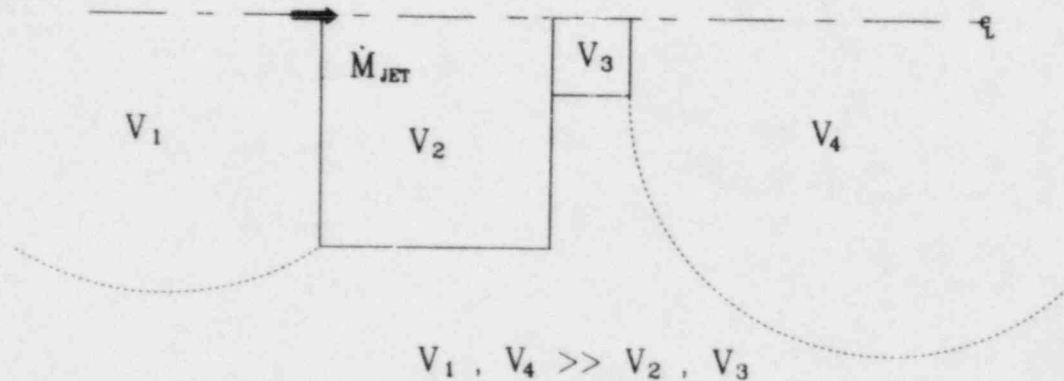 ℄
Ṁ_JET
V₃
V₁
V₂
V₄
V₁ , V₄ >> V₂ , V₃